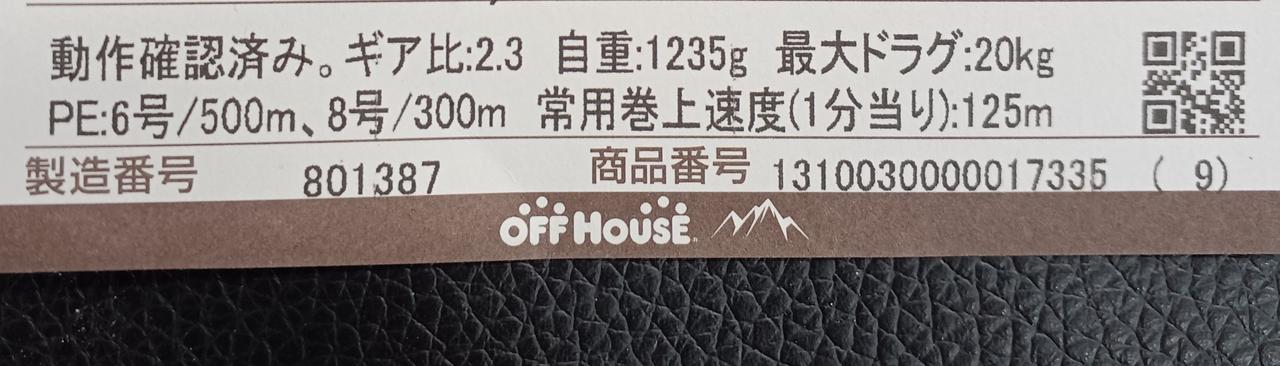 動作確認済み。ギア比:2.3 自重:1235g 最大ドラグ:20kg
PE:6号/500m、8号/300m 常用巻上速度(1分当り):125m
製造番号 801387 商品番号 1310030000017335 ( 9)
OFF HOUSE